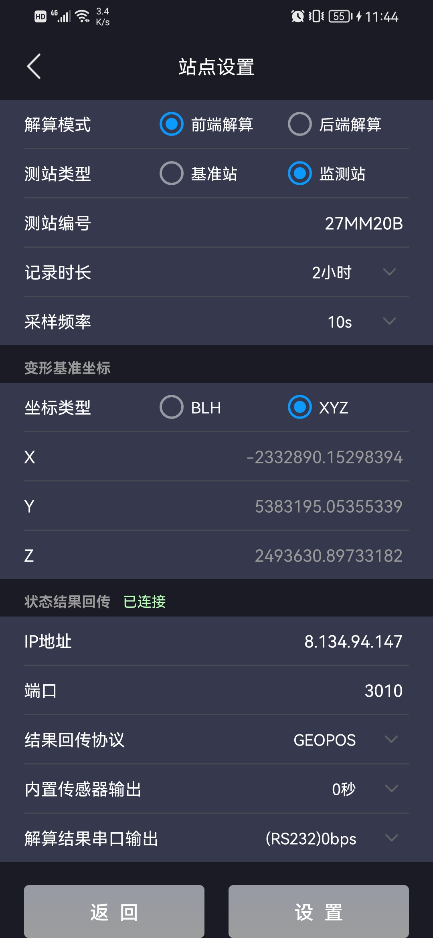 HD 4G 3.4 K/s 55 11:44
站点设置
解算模式 前端解算 后端解算
测站类型 基准站 监测站
测站编号 27MM20B
记录时长 2小时
采样频率 10s
变形基准坐标
坐标类型 BLH XYZ
X -2332890.15298394
Y 5383195.05355339
Z 2493630.89733182
状态结果回传 已连接
IP地址 8.134.94.147
端口 3010
结果回传协议 GEOPOS
内置传感器输出 0秒
解算结果串口输出 (RS232)0bps
返 回 设 置